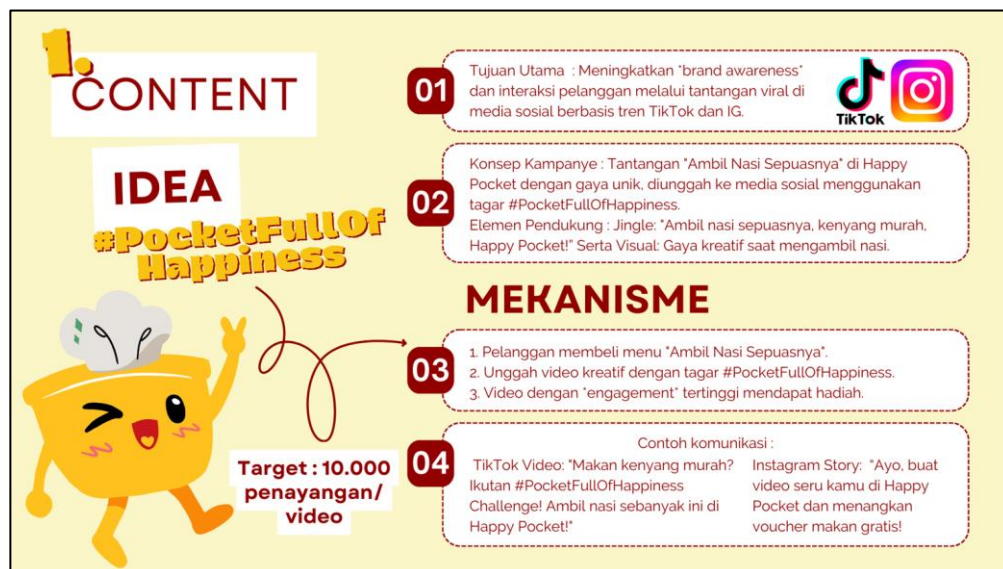 1.
CONTENT
IDEA
#PocketFullOf
Happiness
01
Tujuan Utama : Meningkatkan "brand awareness"
dan interaksi pelanggan melalui tantangan viral di
media sosial berbasis tren TikTok dan IG.
TikTok
02
Konsep Kampanye : Tantangan "Ambil Nasi Sepuasnya" di Happy
Pocket dengan gaya unik, diunggah ke media sosial menggunakan
tagar #PocketFullOfHappiness.
Elemen Pendukung : Jingle: "Ambil nasi sepuasnya, kenyang murah,
Happy Pocket!" Serta Visual: Gaya kreatif saat mengambil nasi.
MEKANISME
03
1. Pelanggan membeli menu "Ambil Nasi Sepuasnya".
2. Unggah video kreatif dengan tagar #PocketFullOfHappiness.
3. Video dengan "engagement" tertinggi mendapat hadiah.
Target : 10.000
penayangan/
video
04
Contoh komunikasi :
TikTok Video: "Makan kenyang murah?
Ikutan #PocketFullOfHappiness
Challenge! Ambil nasi sebanyak ini di
Happy Pocket!"
Instagram Story: "Ayo, buat
video seru kamu di Happy
Pocket dan menangkan
voucher makan gratis!